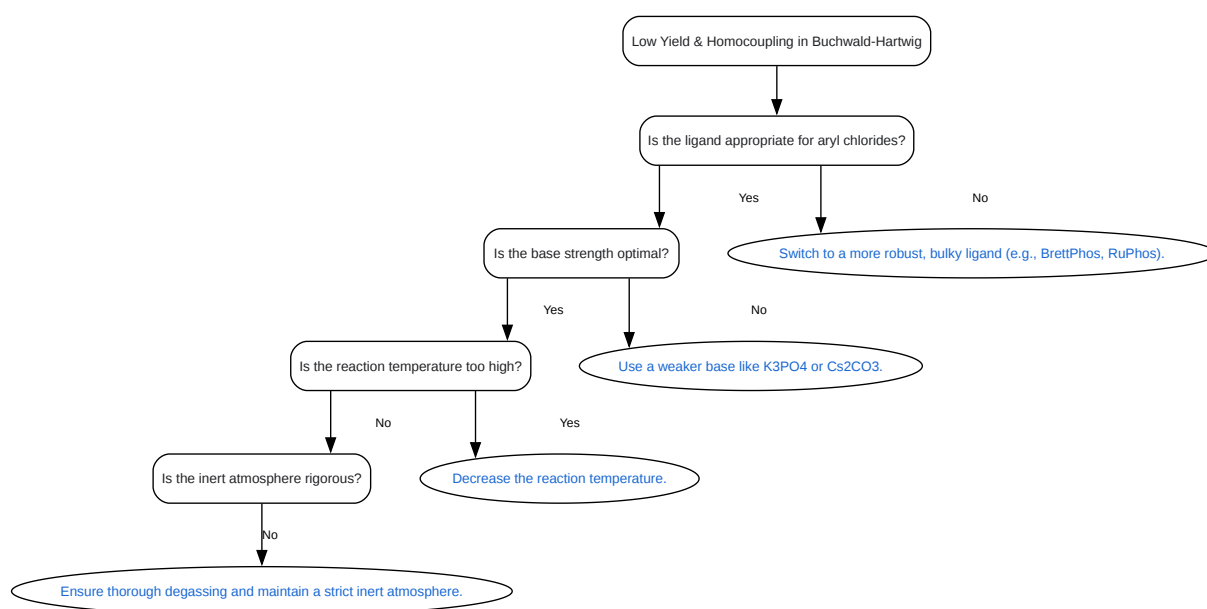 Low Yield & Homocoupling in Buchwald-Hartwig
Is the ligand appropriate for aryl chlorides?
Yes
No
Is the base strength optimal?
Switch to a more robust, bulky ligand (e.g., BrettPhos, RuPhos).
Yes
No
Is the reaction temperature too high?
Use a weaker base like K3PO4 or Cs2CO3.
No
Yes
Is the inert atmosphere rigorous?
Decrease the reaction temperature.
No
Ensure thorough degassing and maintain a strict inert atmosphere.